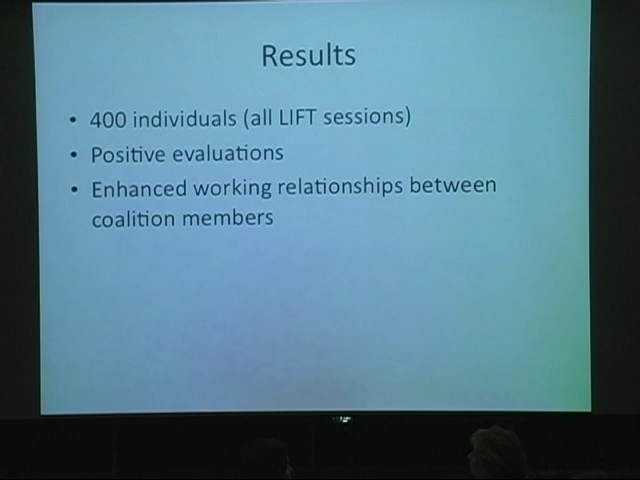 Results
• 400 individuals (all LIFT sessions)
• Positive evaluations
• Enhanced working relationships between
coalition members